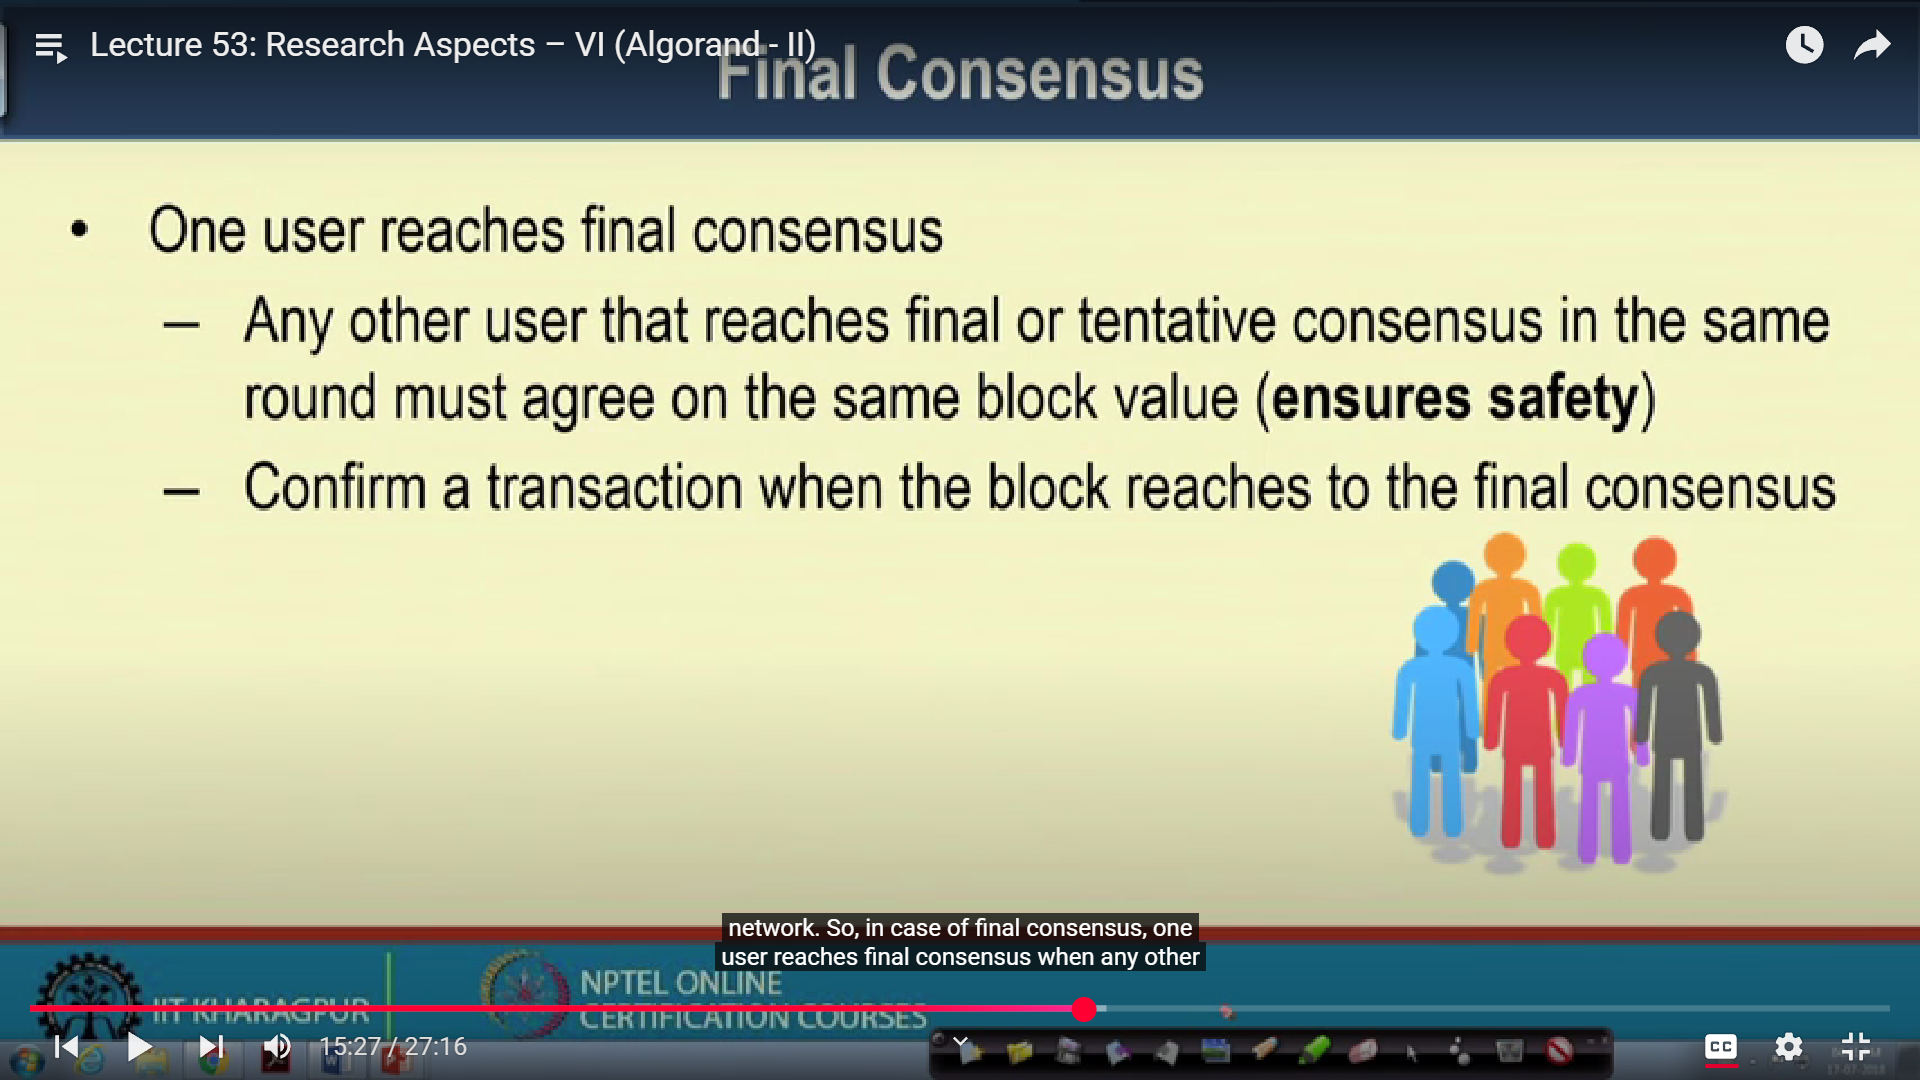 Lecture 53: Research Aspects – VI (Algorand - II)
Final Consensus
• One user reaches final consensus
– Any other user that reaches final or tentative consensus in the same
round must agree on the same block value (ensures safety)
– Confirm a transaction when the block reaches to the final consensus
network. So, in case of final consensus, one
user reaches final consensus when any other
IIT KHARAGPUR
NPTEL ONLINE
CERTIFICATION COURSES
15:27 / 27:16
CC